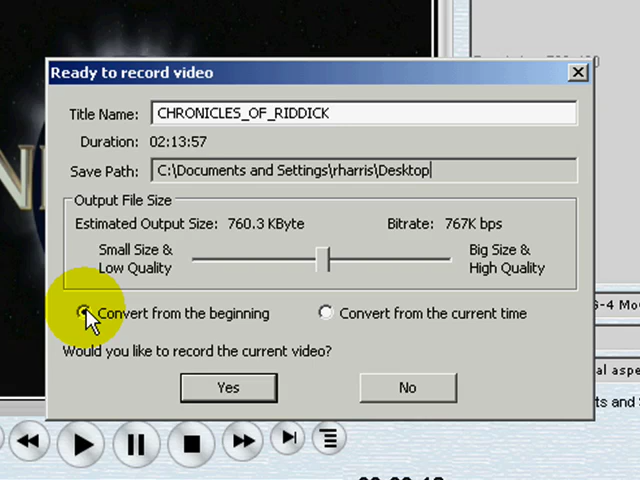 Ready to record video
Title Name: CHRONICLES_OF_RIDDICK
Duration: 02:13:57
Save Path: C:\Documents and Settings\rharris\Desktop
Output File Size
Estimated Output Size: 760.3 KByte Bitrate: 767K bps
Small Size & Low Quality
Big Size & High Quality
Convert from the beginning Convert from the current time
Would you like to record the current video?
Yes No